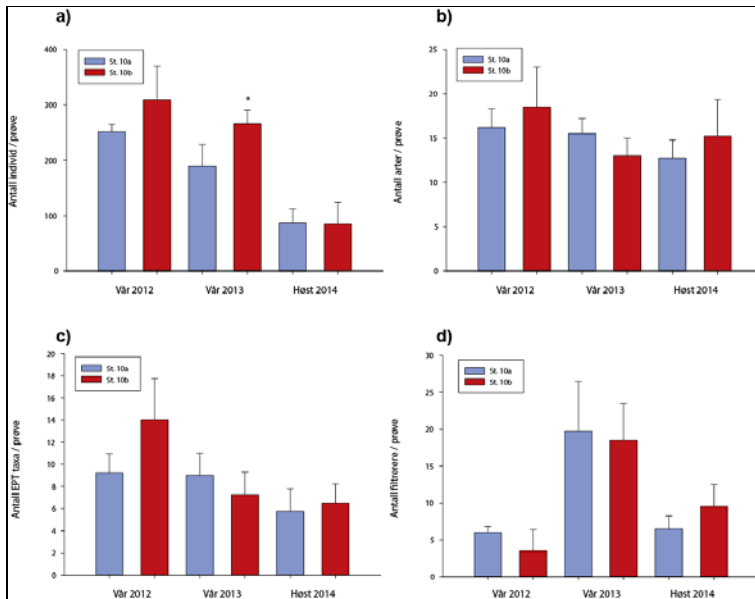 a)
St. 10a
St. 10b
*
400
300
200
100
0
Antall individ / prøve
Vår 2012
Vår 2013
Høst 2014
b)
St. 10a
St. 10b
25
20
15
10
5
0
Antall arter / prøve
Vår 2012
Vår 2013
Høst 2014
c)
St. 10a
St. 10b
20
18
16
14
12
10
8
6
4
2
0
Antall EPT taxa / prøve
Vår 2012
Vår 2013
Høst 2014
d)
St. 10a
St. 10b
30
25
20
15
10
5
0
Antall filtrerere / prøve
Vår 2012
Vår 2013
Høst 2014